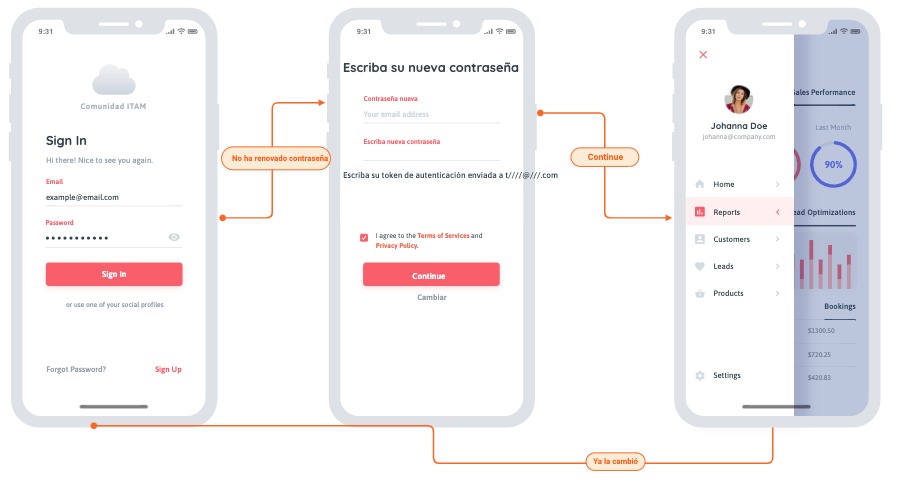 9:31
Comunidad ITAM
Sign In
Hi there! Nice to see you again.
Email
example@email.com
Password
Sign In
or use one of your social profiles
Forgot Password?
Sign Up
No ha renovado contraseña
9:31
Escriba su nueva contraseña
Contraseña nueva
Your email address
Escriba nueva contraseña
Escriba su token de autenticación enviada a t////@///.com
I agree to the Terms of Services and
Privacy Policy.
Continue
Cambiar
Continue
9:31
Johanna Doe
johanna@company.com
Home
Reports
Customers
Leads
Products
Settings
Sales Performance
Last Month
90%
ead Optimizations
Bookings
$1300.50
$720.25
$420.83
Ya la cambió